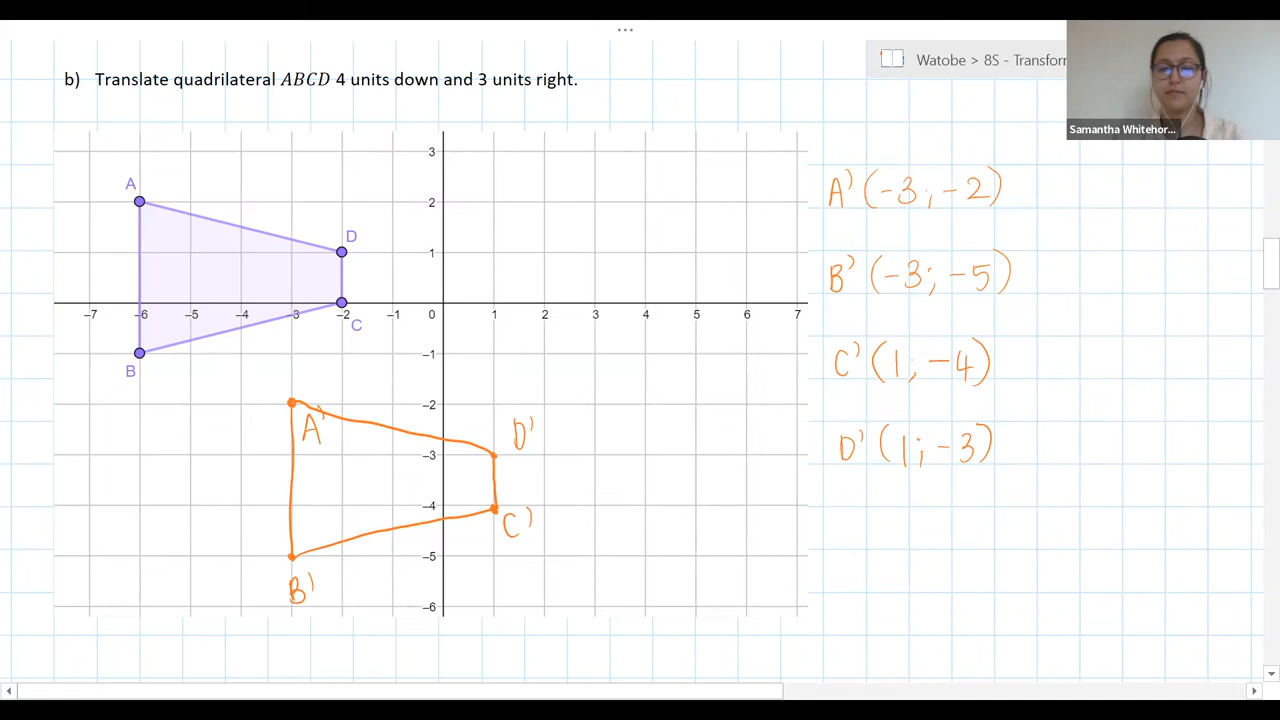 ...
b) Translate quadrilateral ABCD 4 units down and 3 units right.
Watobe > 8S - Transfor
Samantha Whitehor...
A
D
C
B
3
2
1
-7 -6 -5 -4 -3 -2 -1 0 1 2 3 4 5 6 7
-1
-2
-3
-4
-5
-6
A'
D'
C'
B'
A' (-3 ; -2)
B' (-3 ; -5)
C' (1 ; -4)
D' (1 ; -3)